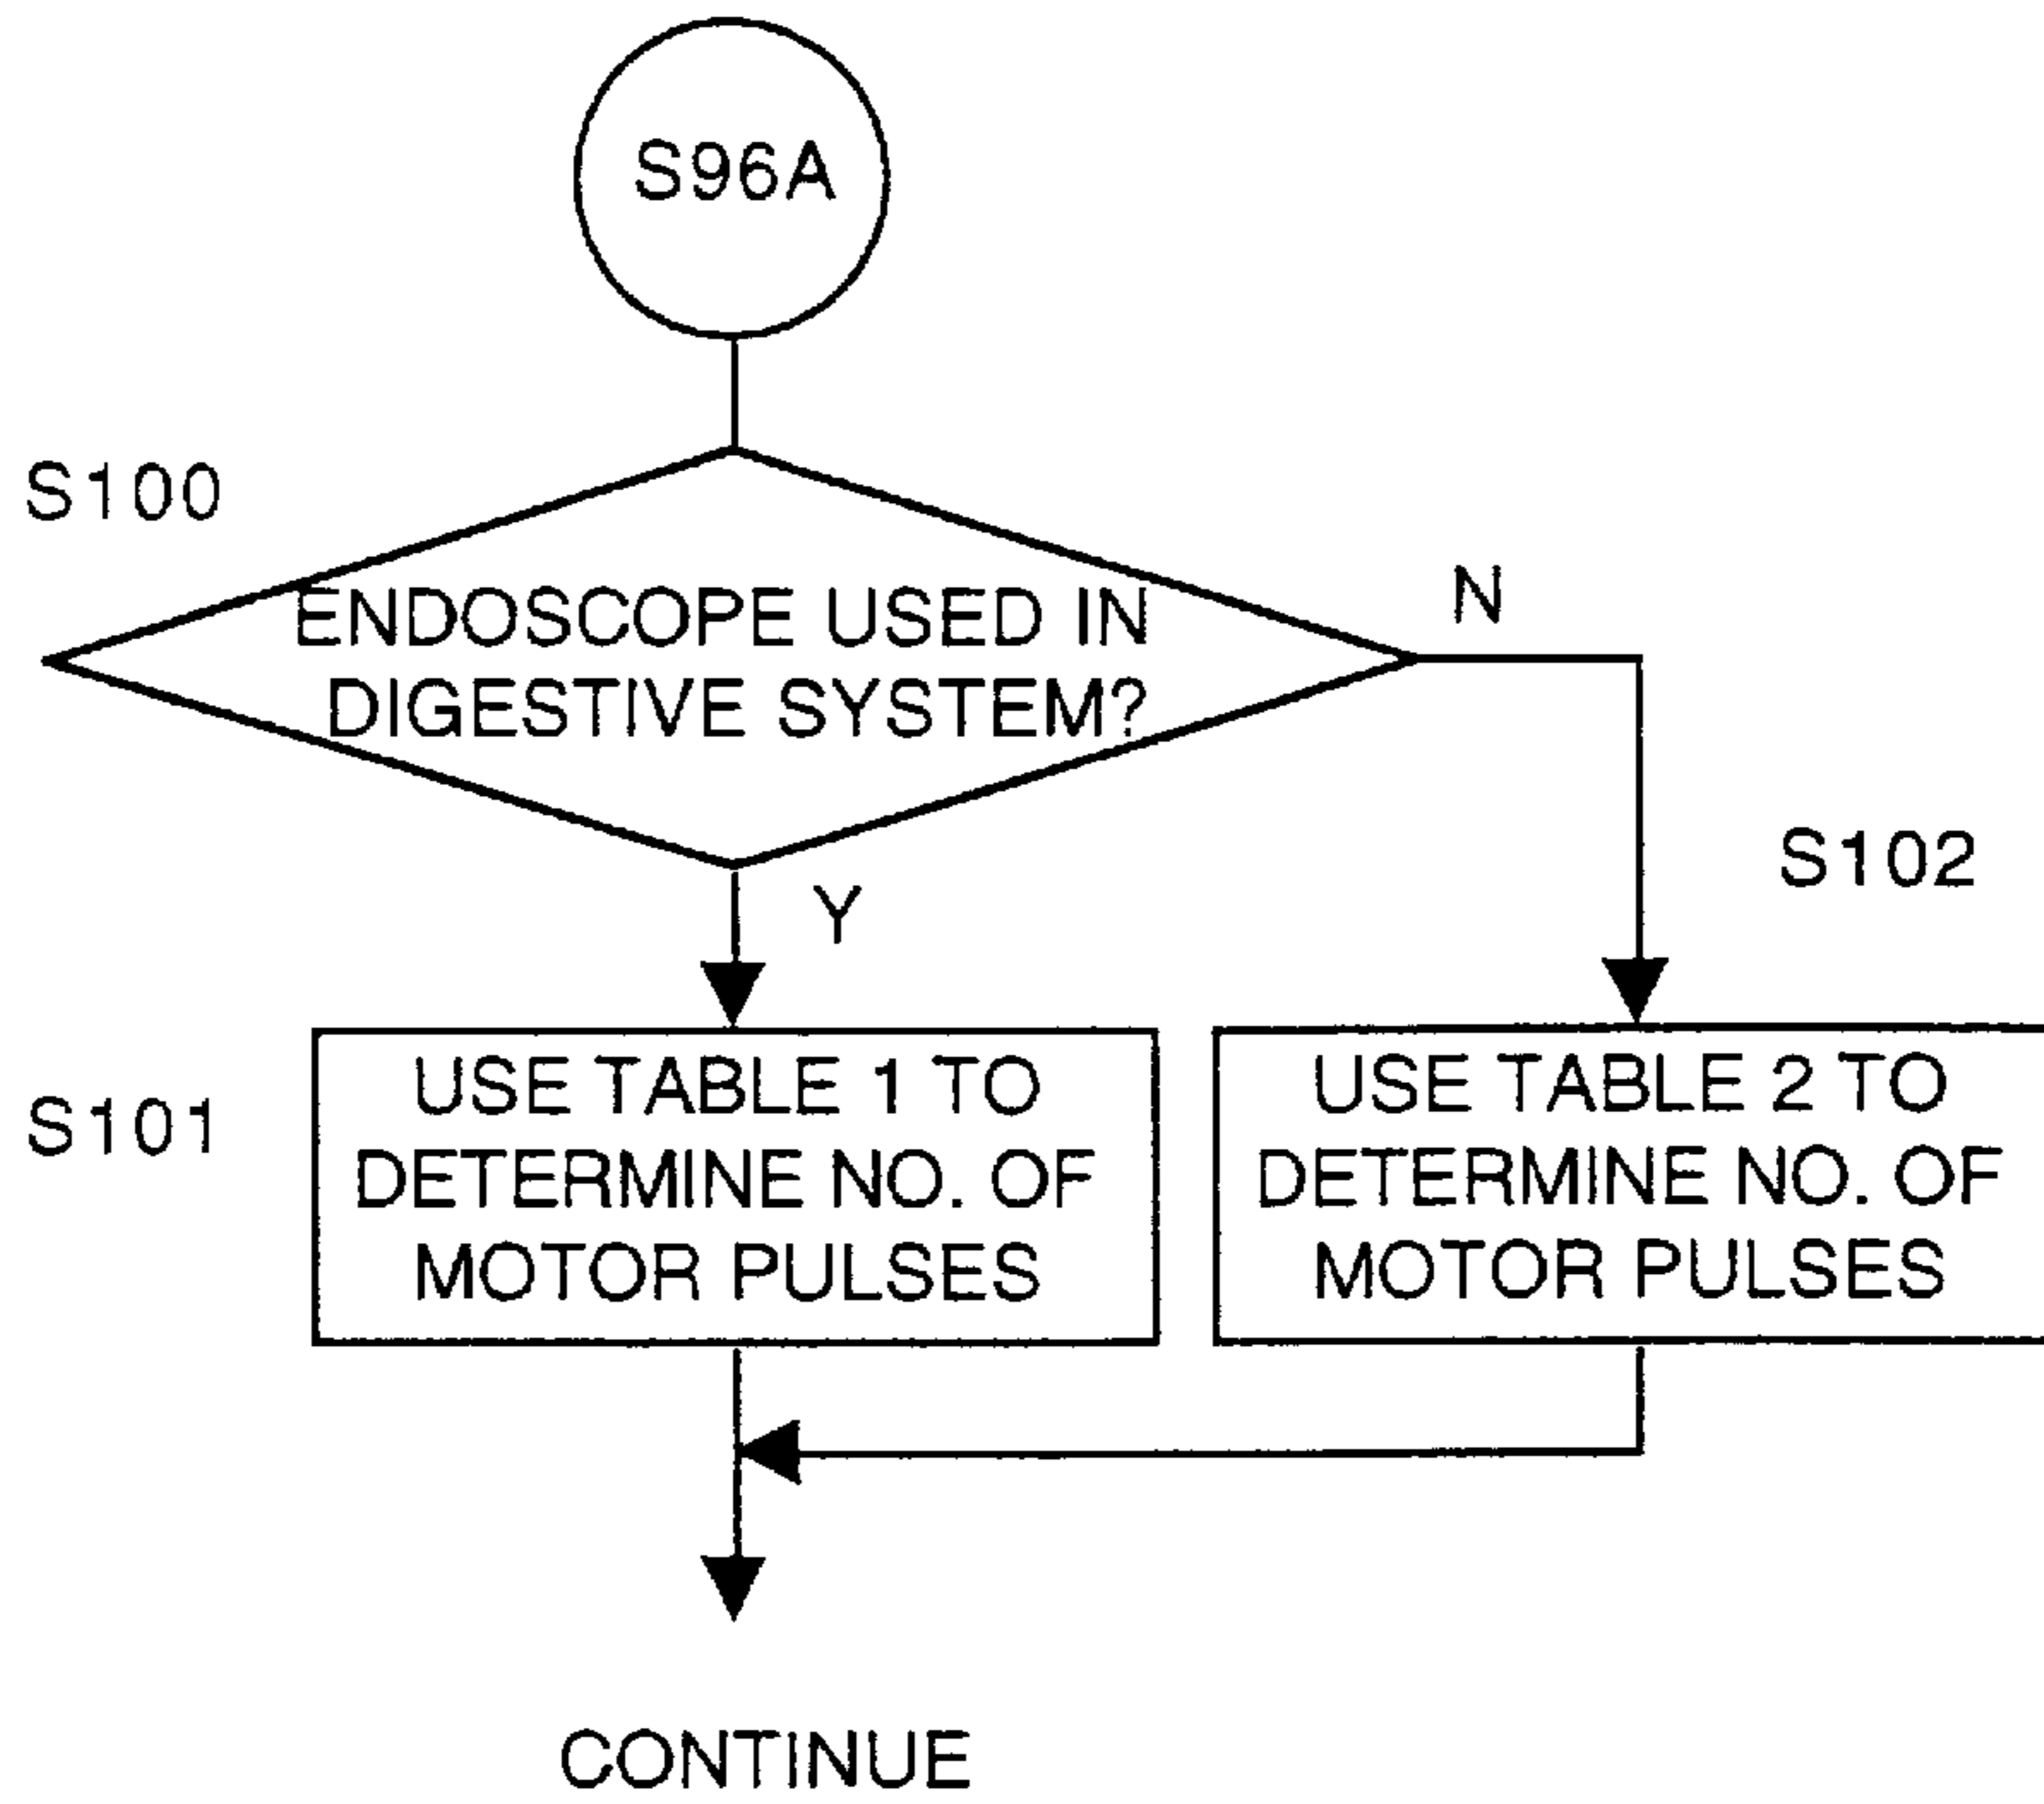 S96A
S100
ENDOSCOPE USED IN
DIGESTIVE SYSTEM?
N
Y
S102
S101
USE TABLE 1 TO
DETERMINE NO. OF
MOTOR PULSES
USE TABLE 2 TO
DETERMINE NO. OF
MOTOR PULSES
CONTINUE